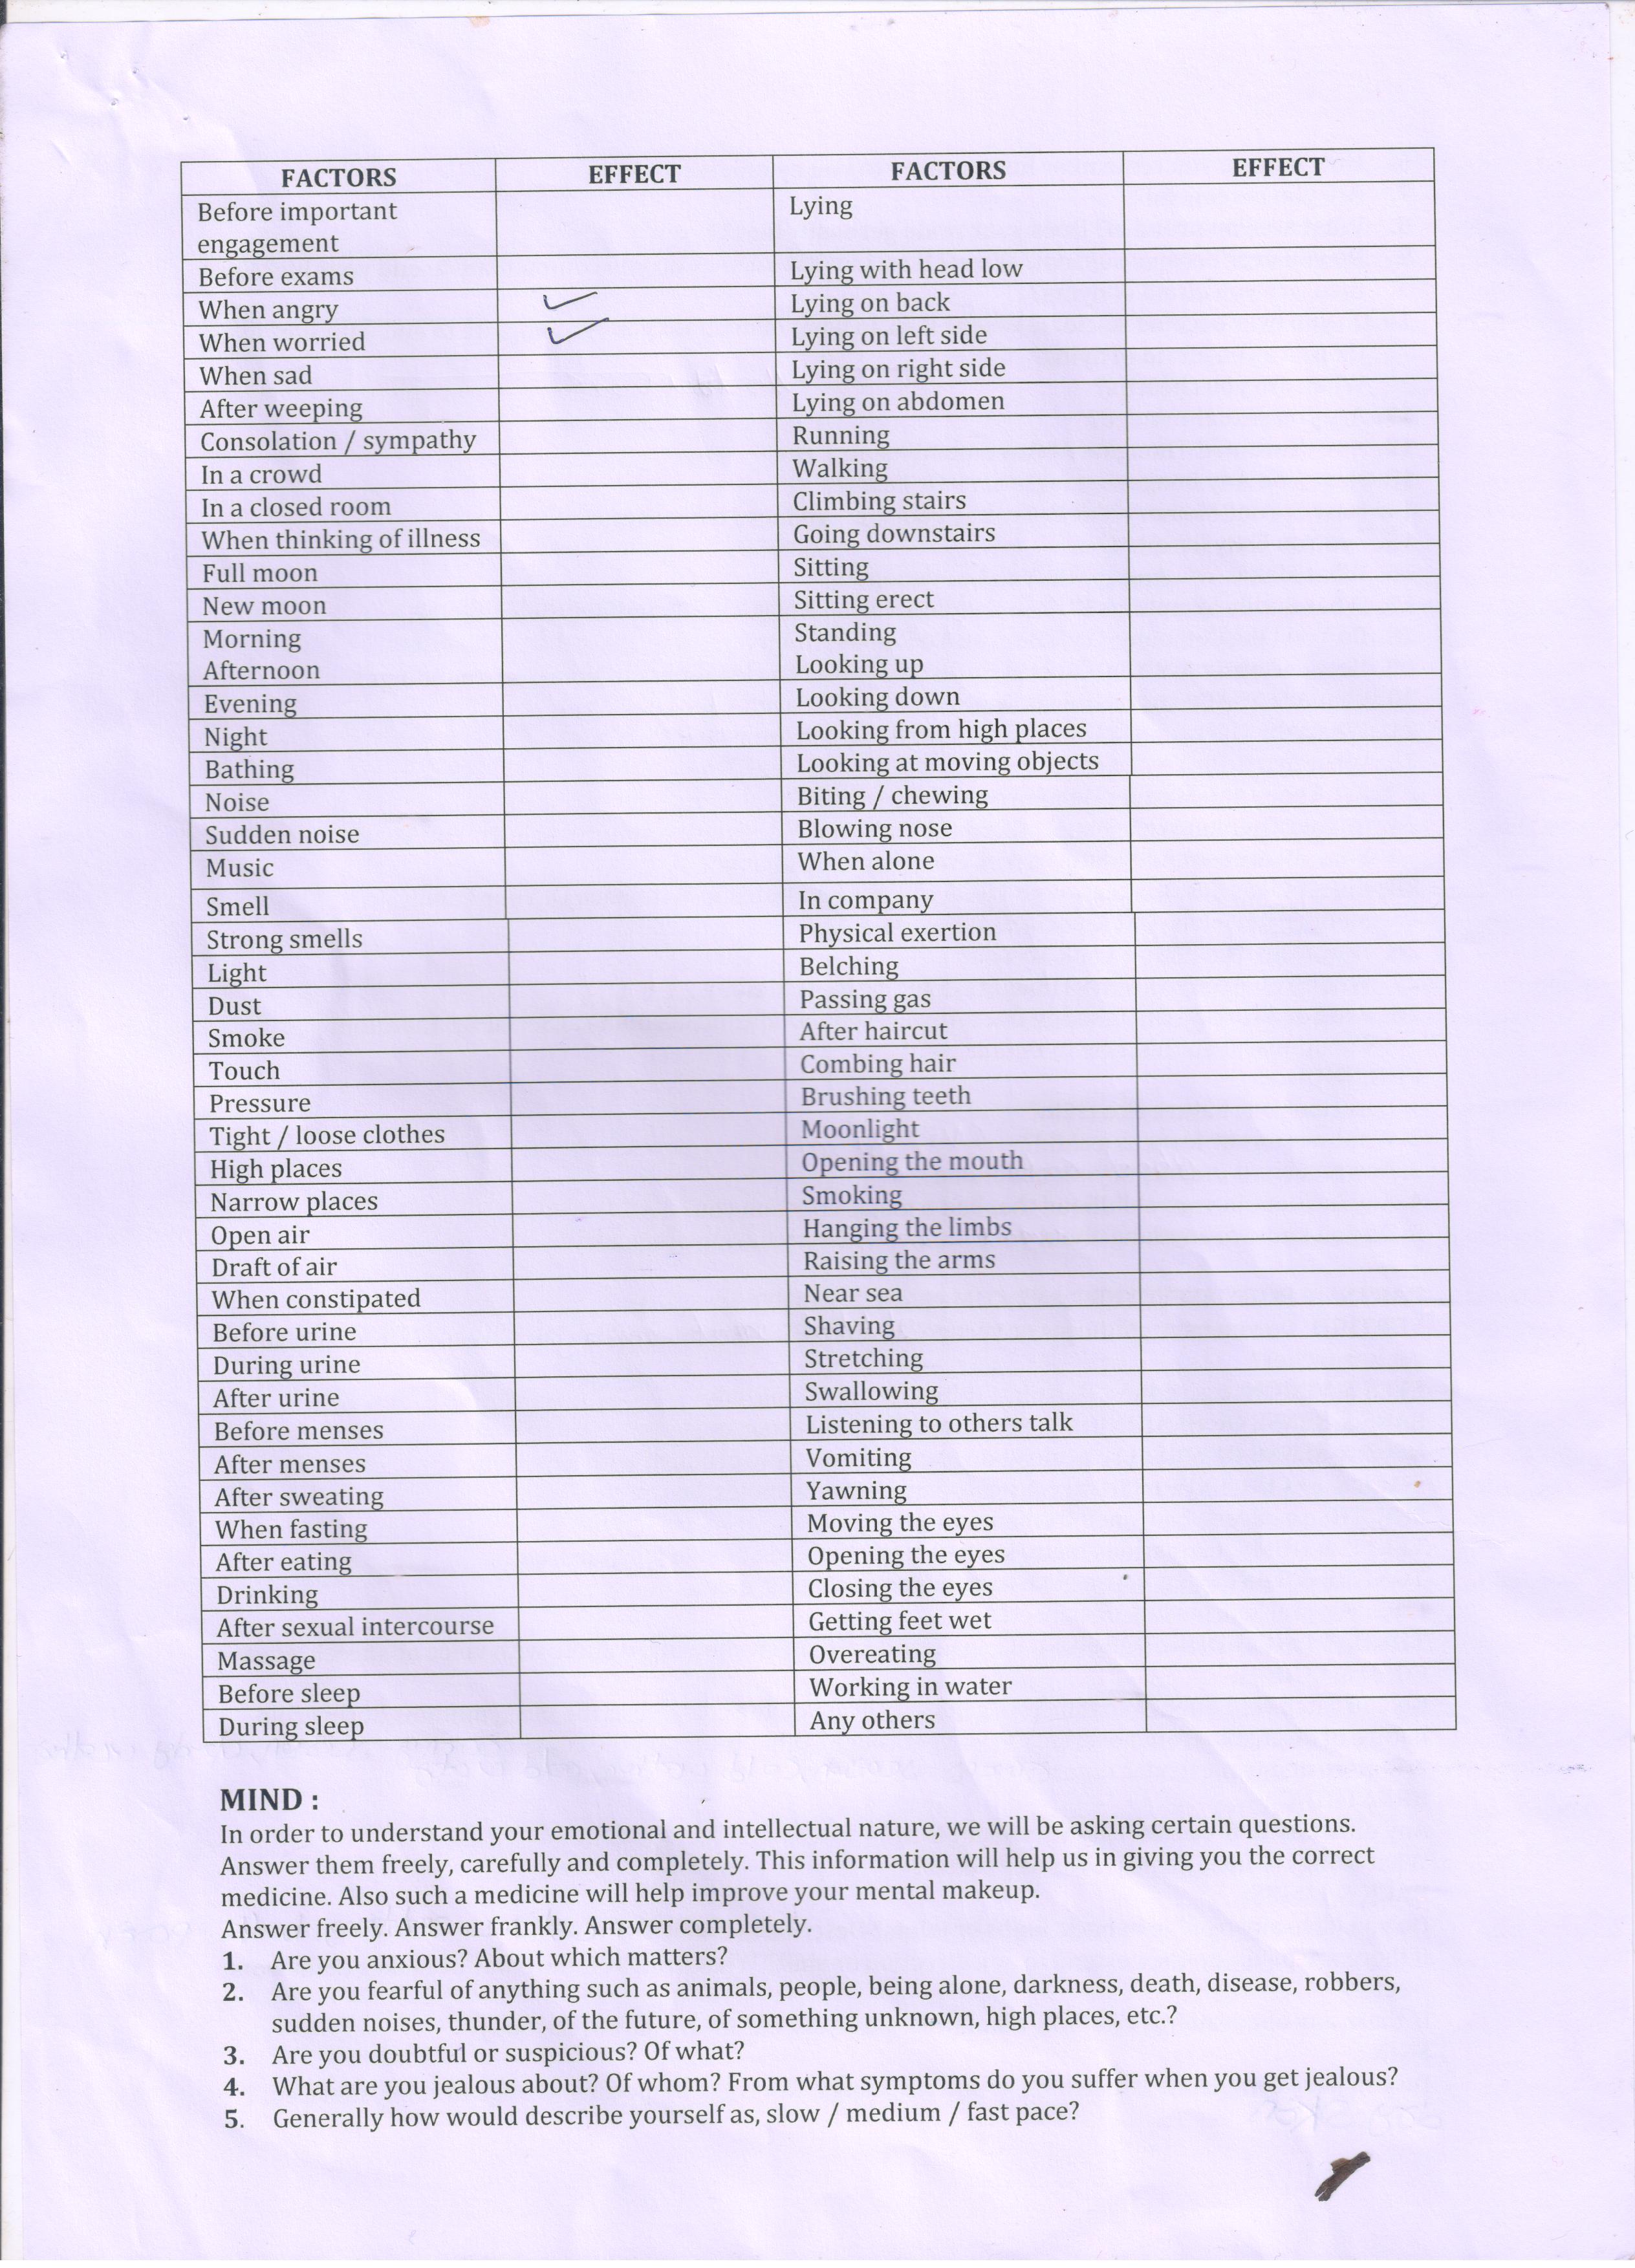 FACTORS EFFECT FACTORS EFFECT
Before important engagement Lying
Before exams Lying with head low
When angry ✓ Lying on back
When worried ✓ Lying on left side
When sad Lying on right side
After weeping Lying on abdomen
Consolation / sympathy Running
In a crowd Walking
In a closed room Climbing stairs
When thinking of illness Going downstairs
Full moon Sitting
New moon Sitting erect
Morning Standing
Afternoon Looking up
Evening Looking down
Night Looking from high places
Bathing Looking at moving objects
Noise Biting / chewing
Sudden noise Blowing nose
Music When alone
Smell In company
Strong smells Physical exertion
Light Belching
Dust Passing gas
Smoke After haircut
Touch Combing hair
Pressure Brushing teeth
Tight / loose clothes Moonlight
High places Opening the mouth
Narrow places Smoking
Open air Hanging the limbs
Draft of air Raising the arms
When constipated Near sea
Before urine Shaving
During urine Stretching
After urine Swallowing
Before menses Listening to others talk
After menses Vomiting
After sweating Yawning
When fasting Moving the eyes
After eating Opening the eyes
Drinking Closing the eyes
After sexual intercourse Getting feet wet
Massage Overeating
Before sleep Working in water
During sleep Any others
MIND :
In order to understand your emotional and intellectual nature, we will be asking certain questions.
Answer them freely, carefully and completely. This information will help us in giving you the correct
medicine. Also such a medicine will help improve your mental makeup.
Answer freely. Answer frankly. Answer completely.
1. Are you anxious? About which matters?
2. Are you fearful of anything such as animals, people, being alone, darkness, death, disease, robbers,
sudden noises, thunder, of the future, of something unknown, high places, etc.?
3. Are you doubtful or suspicious? Of what?
4. What are you jealous about? Of whom? From what symptoms do you suffer when you get jealous?
5. Generally how would describe yourself as, slow / medium / fast pace?